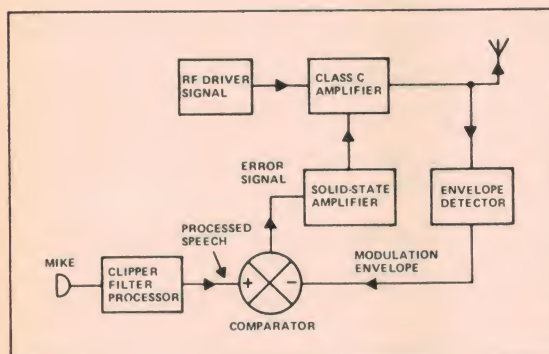 RF DRIVER
SIGNAL
CLASS C
AMPLIFIER
ERROR
SIGNAL
SOLID-STATE
AMPLIFIER
ENVELOPE
DETECTOR
PROCESSED
SPEECH
MODULATION
ENVELOPE
MIKE
CLIPPER
FILTER
PROCESSOR
+
−
COMPARATOR